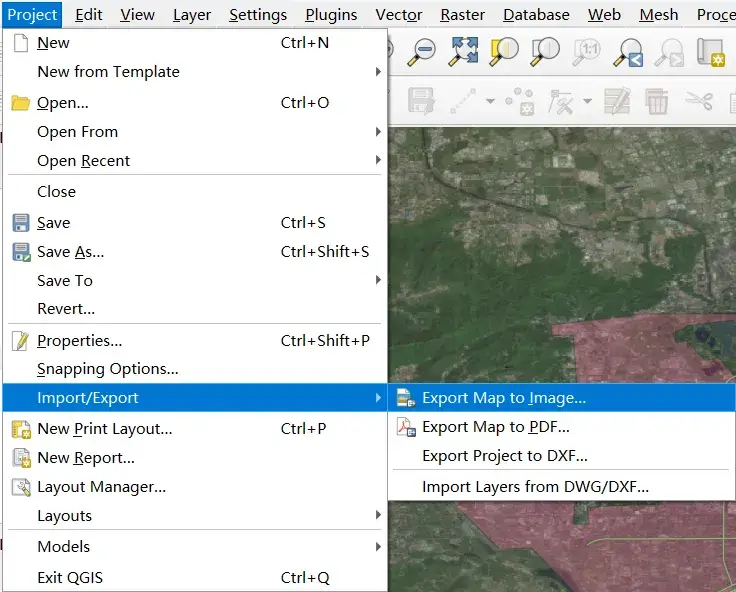 Project Edit View Layer Settings Plugins Vector Raster Database Web Mesh Proce
New Ctrl+N
New from Template
Open... Ctrl+O
Open From
Open Recent
Close
Save Ctrl+S
Save As... Ctrl+Shift+S
Save To
Revert...
Properties... Ctrl+Shift+P
Snapping Options...
Import/Export
New Print Layout... Ctrl+P
New Report...
Layout Manager...
Layouts
Models
Exit QGIS Ctrl+Q
Export Map to Image...
Export Map to PDF...
Export Project to DXF...
Import Layers from DWG/DXF...
1:1